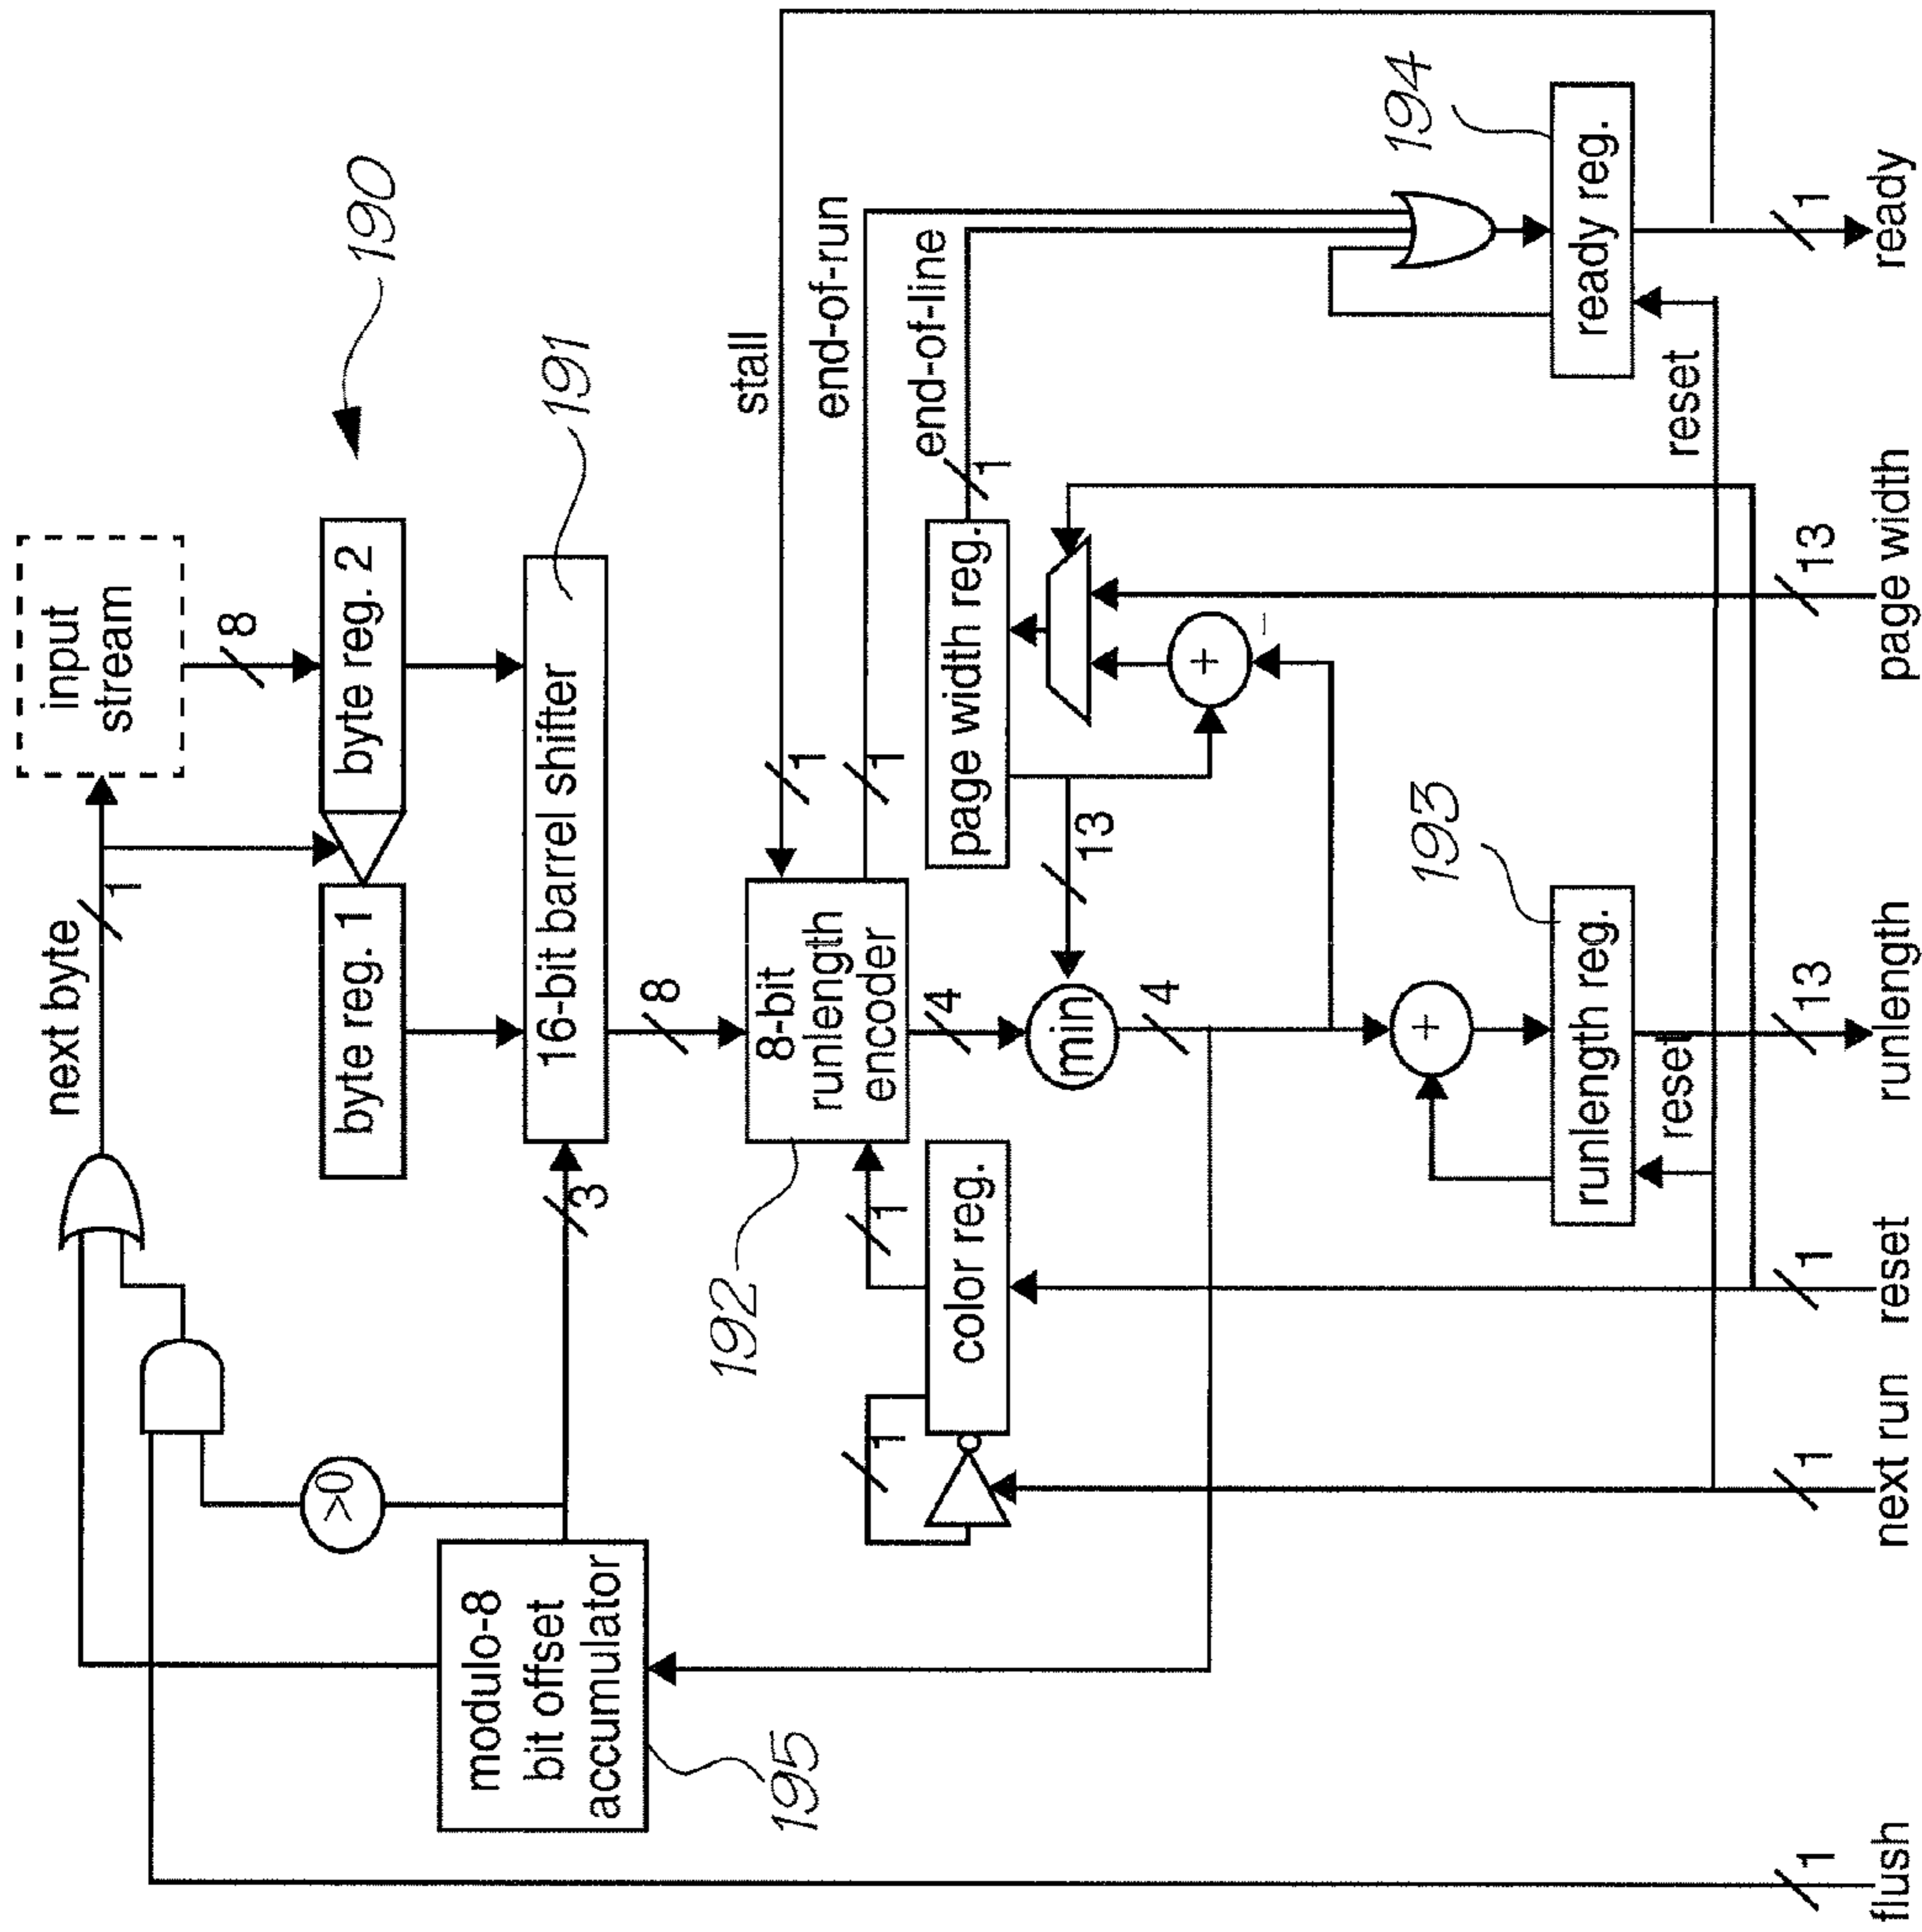 input
stream
next byte
1
8
190
byte reg. 1
byte reg. 2
16-bit barrel shifter
191
3
>0
modulo-8
bit offset
accumulator
195
8
8-bit
runlength
encoder
192
stall
1
end-of-run
1
end-of-line
1
color reg.
1
1
4
min
4
13
page width reg.
+
-
+
runlength reg.
193
reset
ready reg.
194
reset
flush
1
next run
1
reset
1
runlength
13
page width
13
ready
1